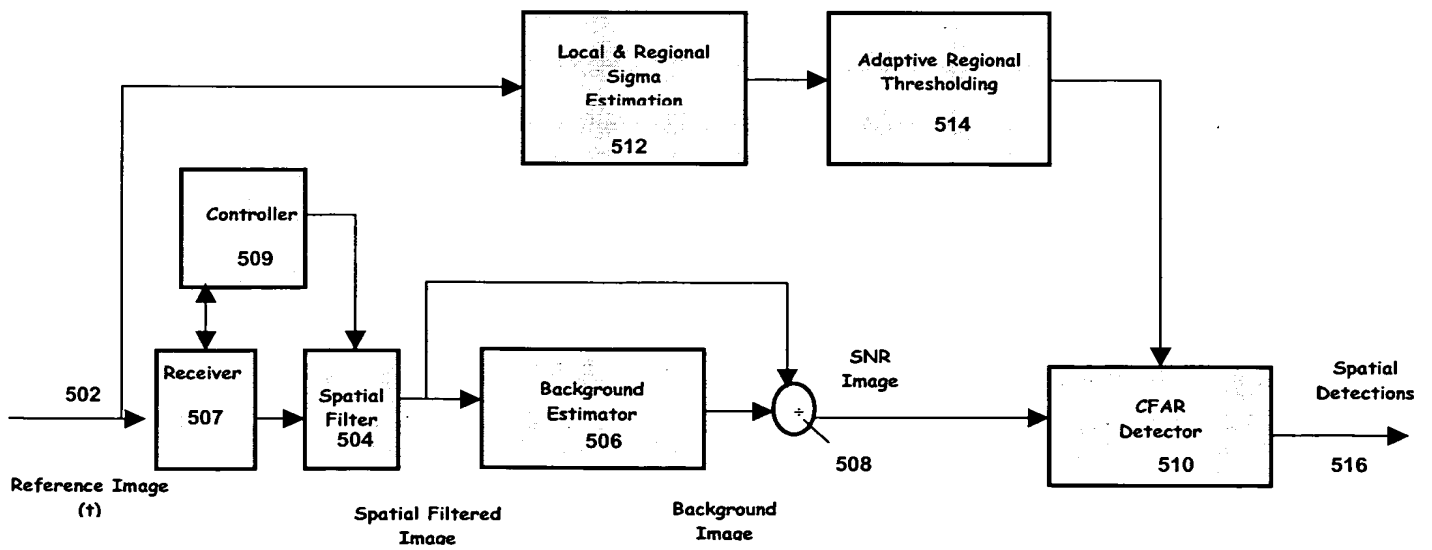 Local & Regional
Sigma
Estimation
512
Adaptive Regional
Thresholding
514
Controller
509
502
Receiver
507
Spatial
Filter
504
Background
Estimator
506
÷
508
SNR
Image
CFAR
Detector
510
Spatial
Detections
516
Reference Image
(t)
Spatial Filtered
Image
Background
Image